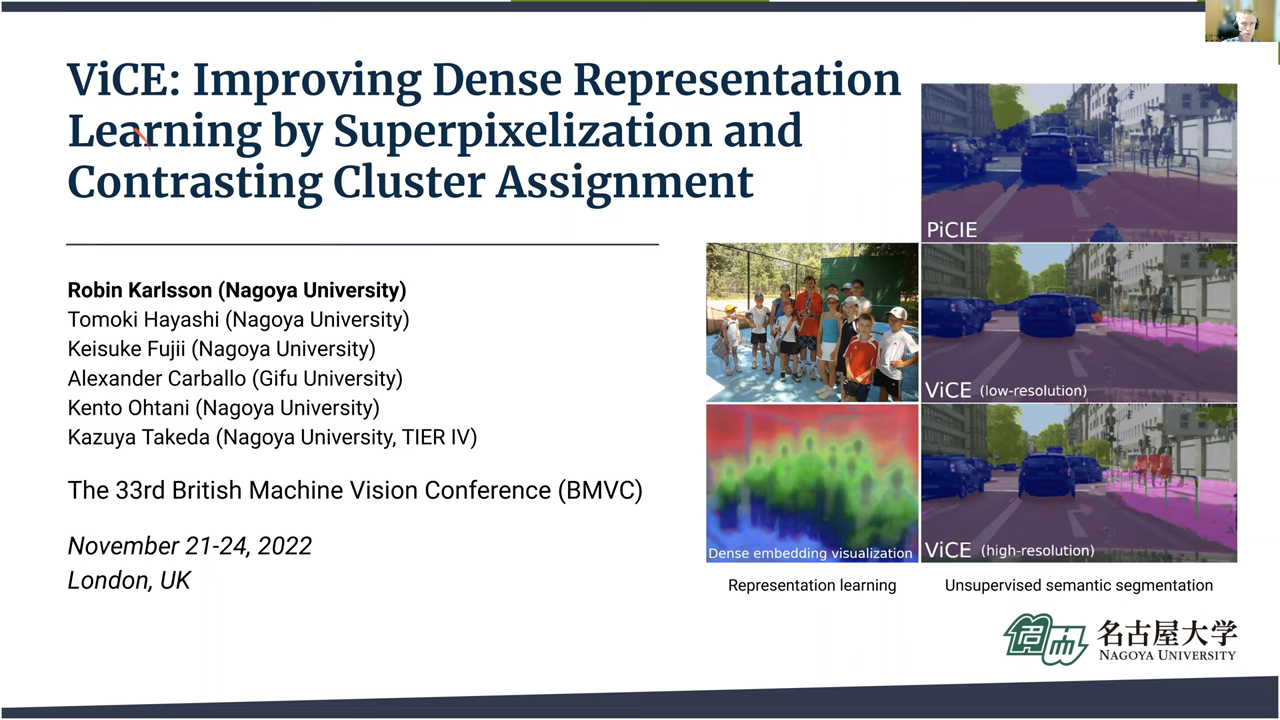 ViCE: Improving Dense Representation
Learning by Superpixelization and
Contrasting Cluster Assignment
Robin Karlsson (Nagoya University)
Tomoki Hayashi (Nagoya University)
Keisuke Fujii (Nagoya University)
Alexander Carballo (Gifu University)
Kento Ohtani (Nagoya University)
Kazuya Takeda (Nagoya University, TIER IV)
The 33rd British Machine Vision Conference (BMVC)
November 21-24, 2022
London, UK
PiCIE
ViCE (low-resolution)
Dense embedding visualization
ViCE (high-resolution)
Representation learning
Unsupervised semantic segmentation
名古屋大学
NAGOYA UNIVERSITY